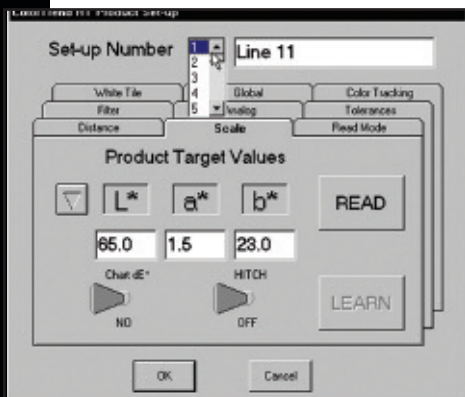 ColorTrend HT Product Set-up
Set-up Number 1 Line 11
2
3
4
5
White Tile Global Color Tracking
Filter Analog Tolerances
Distance Scale Read Mode
Product Target Values
L* a* b* READ
65.0 1.5 23.0
Chart dE* HITCH
LEARN
NO OFF
OK Cancel